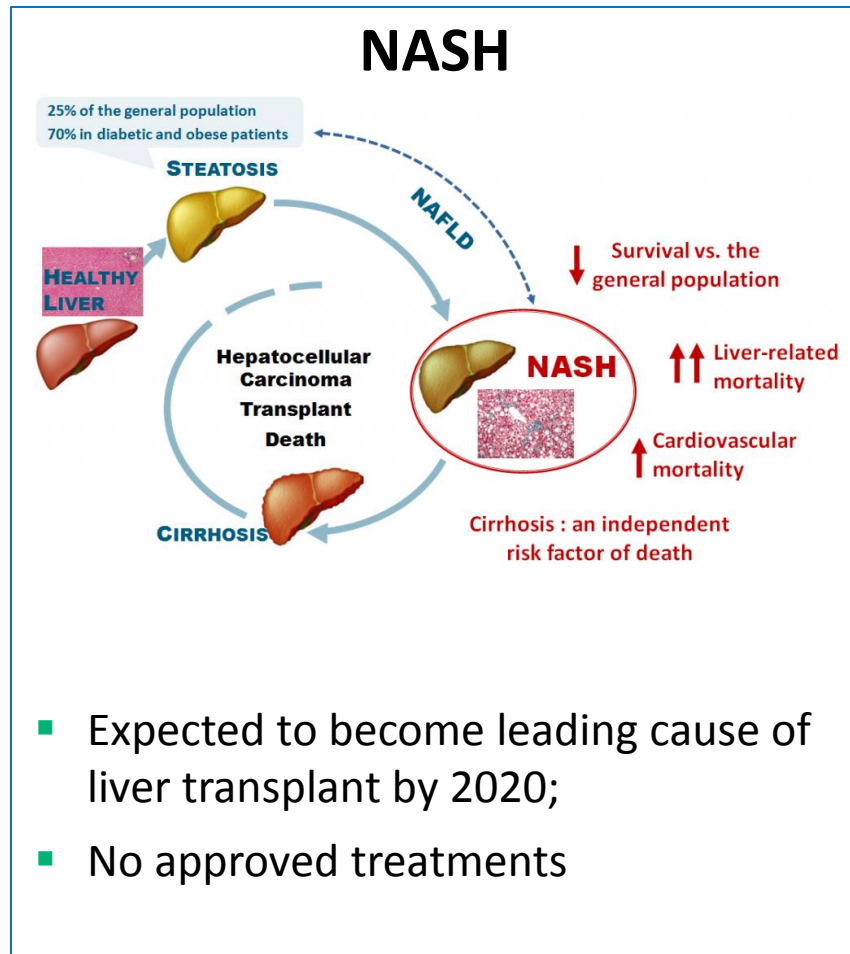 NASH
25% of the general population
70% in diabetic and obese patients
STEATOSIS
NAFLD
HEALTHY
LIVER
Survival vs. the
general population
Hepatocellular
Carcinoma
Transplant
Death
NASH
Liver-related
mortality
Cardiovascular
mortality
CIRRHOSIS
Cirrhosis : an independent
risk factor of death
▪ Expected to become leading cause of
liver transplant by 2020;
▪ No approved treatments